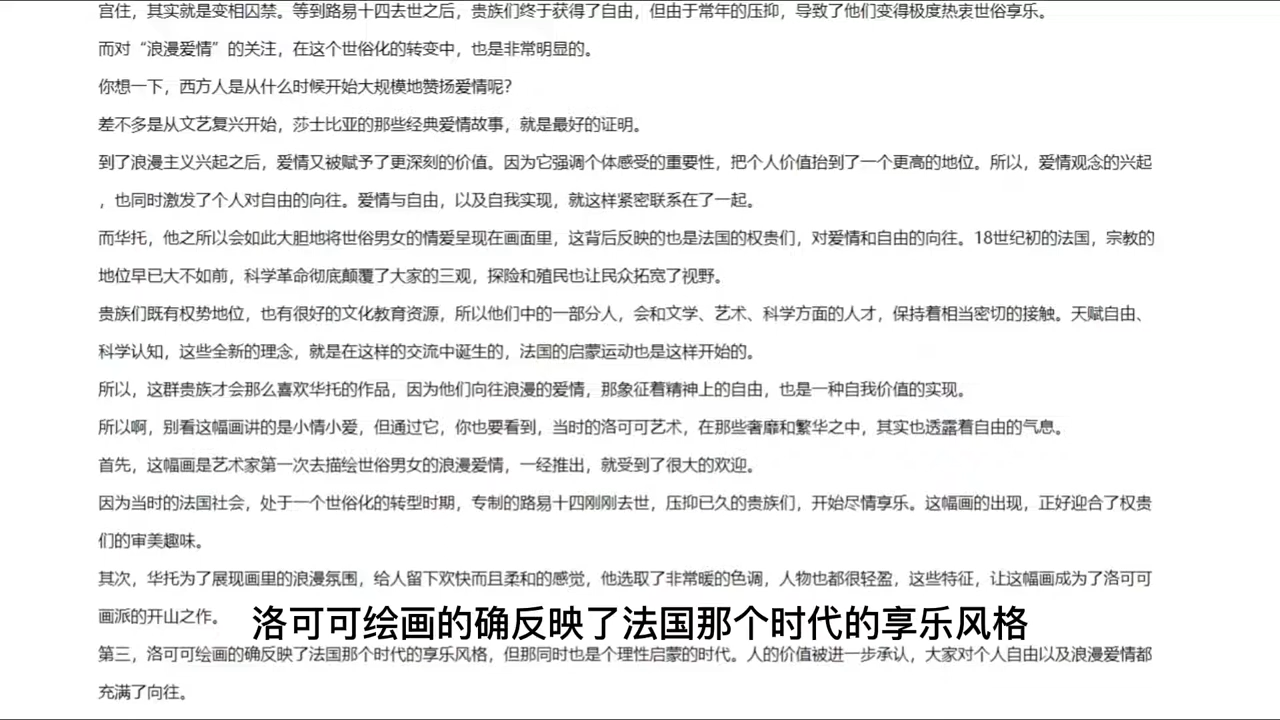 宫住，其实就是变相囚禁。等到路易十四去世之后，贵族们终于获得了自由，但由于常年的压抑，导致了他们变得极度热衷世俗享乐。
而对“浪漫爱情”的关注，在这个世俗化的转变中，也是非常明显的。
你想一下，西方人是从什么时候开始大规模地赞扬爱情呢？
差不多是从文艺复兴开始，莎士比亚的那些经典爱情故事，就是最好的证明。
到了浪漫主义兴起之后，爱情又被赋予了更深刻的价值。因为它强调个体感受的重要性，把个人价值抬到了一个更高的地位。所以，爱情观念的兴起
，也同时激发了个人对自由的向往。爱情与自由，以及自我实现，就这样紧密联系在了一起。
而华托，他之所以会如此大胆地将世俗男女的情爱呈现在画面里，这背后反映的也是法国的权贵们，对爱情和自由的向往。18世纪初的法国，宗教的
地位早已大不如前，科学革命彻底颠覆了大家的三观，探险和殖民也让民众拓宽了视野。
贵族们既有权势地位，也有很好的文化教育资源，所以他们中的一部分人，会和文学、艺术、科学方面的人才，保持着相当密切的接触。天赋自由、
科学认知，这些全新的理念，就是在这样的交流中诞生的，法国的启蒙运动也是这样开始的。
所以，这群贵族才会那么喜欢华托的作品，因为他们向往浪漫的爱情，那象征着精神上的自由，也是一种自我价值的实现。
所以啊，别看这幅画讲的是小情小爱，但通过它，你也要看到，当时的洛可可艺术，在那些奢靡和繁华之中，其实也透露着自由的气息。
首先，这幅画是艺术家第一次去描绘世俗男女的浪漫爱情，一经推出，就受到了很大的欢迎。
因为当时的法国社会，处于一个世俗化的转型时期，专制的路易十四刚刚去世，压抑已久的贵族们，开始尽情享乐。这幅画的出现，正好迎合了权贵
们的审美趣味。
其次，华托为了展现画里的浪漫氛围，给人留下欢快而且柔和的感觉，他选取了非常暖的色调，人物也都很轻盈，这些特征，让这幅画成为了洛可可
画派的开山之作。
洛可可绘画的确反映了法国那个时代的享乐风格
第三，洛可可绘画的确反映了法国那个时代的享乐风格，但那同时也是个理性启蒙的时代。人的价值被进一步承认，大家对个人自由以及浪漫爱情都
充满了向往。